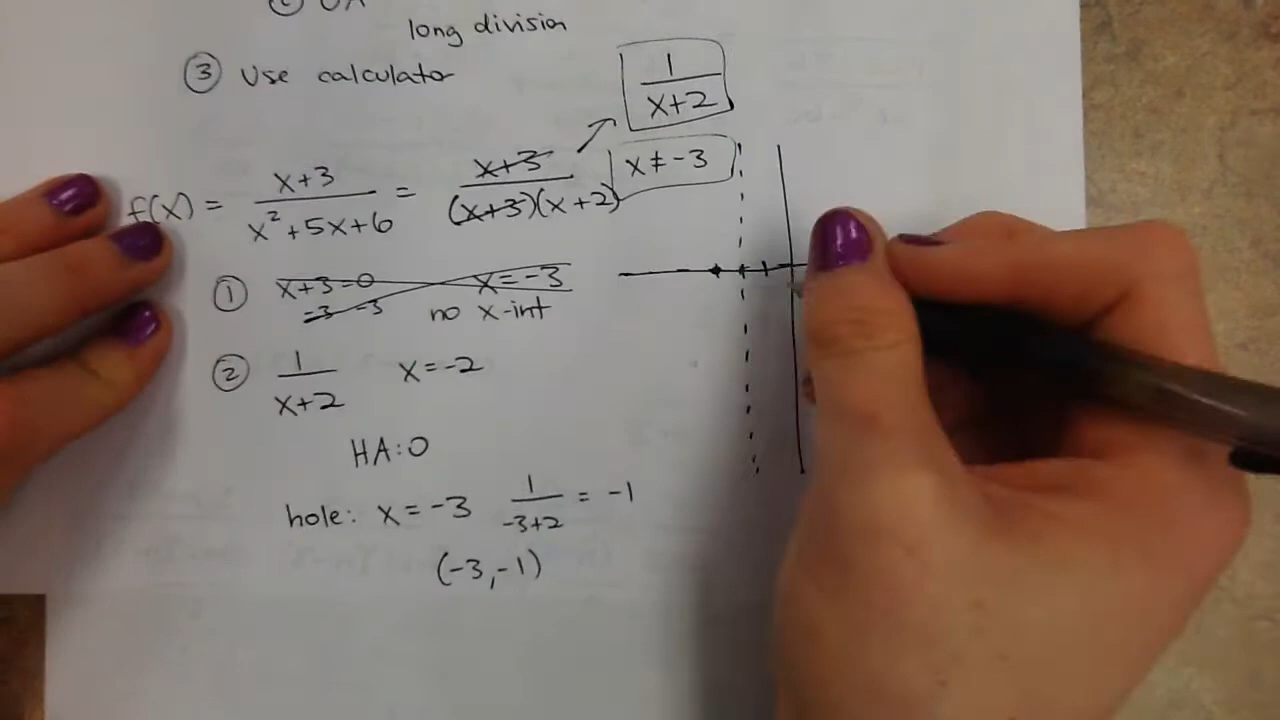 long division
③ Use calculator
f(x) = x+3 / x²+5x+6 = x+3 / (x+3)(x+2) → 1 / x+2
x ≠ -3
① x+3=0 x=-3
-3 -3 no x-int
② 1 / x+2 x=-2
HA:0
hole: x = -3 1 / -3+2 = -1
(-3,-1)